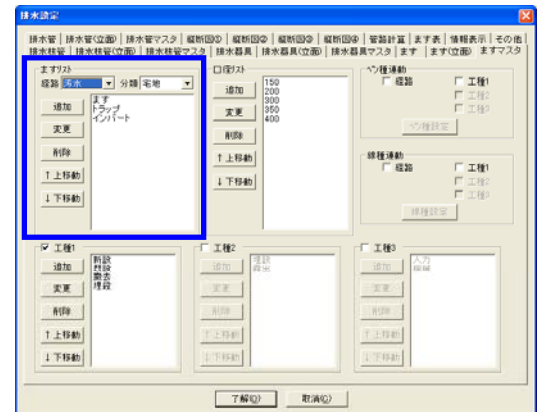 排水設定
排水管 排水管(立面) 排水管マスタ 縦断図① 縦断図② 縦断図③ 縦断図④ 管路計算 ます表 情報表示 その他
排水枝管 排水枝管(立面) 排水枝管マスタ 排水器具 排水器具(立面) 排水器具マスタ ます ます(立面) ますマスタ
ますリスト
経路 汚水 分類 宅地
追加
変更
削除
↑上移動
↓下移動
ます
トラップ
インバート
口径リスト
追加
変更
削除
↑上移動
↓下移動
150
200
300
350
400
ペン種連動
経路 工種1
工種2
工種3
ペン種設定
線種連動
経路 工種1
工種2
工種3
線種設定
工種1
追加
変更
削除
↑上移動
↓下移動
新設
既設
撤去
埋殺
工種2
追加
変更
削除
↑上移動
↓下移動
埋設
露出
工種3
追加
変更
削除
↑上移動
↓下移動
人力
機械
了解(O) 取消(C)